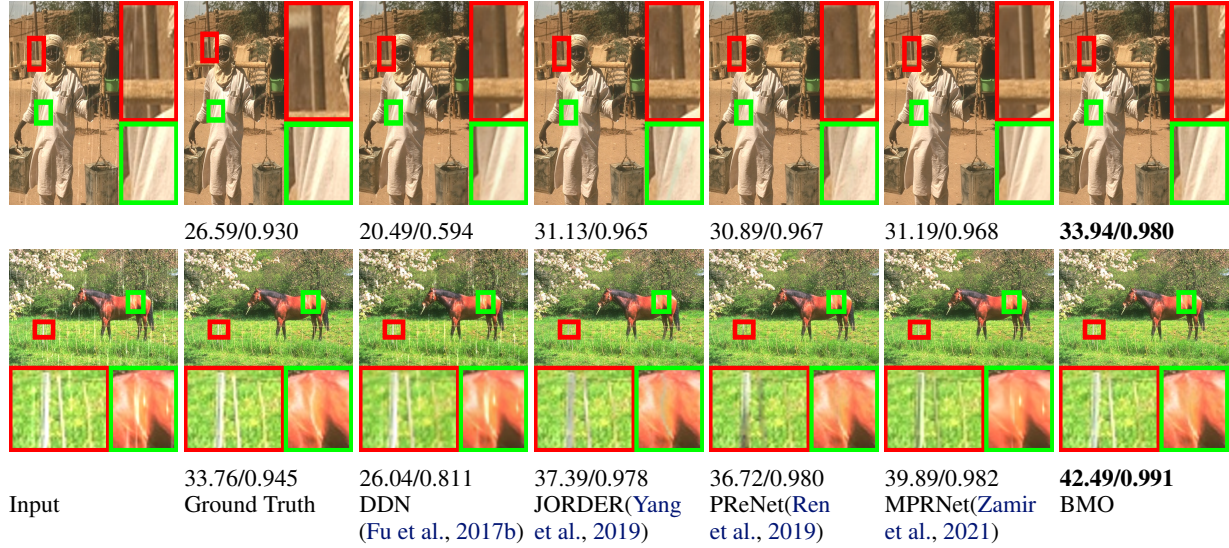 26.59/0.930 20.49/0.594 31.13/0.965 30.89/0.967 31.19/0.968 33.94/0.980
33.76/0.945 26.04/0.811 37.39/0.978 36.72/0.980 39.89/0.982 42.49/0.991
Input Ground Truth DDN JORDER(Yang PReNet(Ren MPRNet(Zamir BMO
(Fu et al., 2017b) et al., 2019) et al., 2019) et al., 2021)